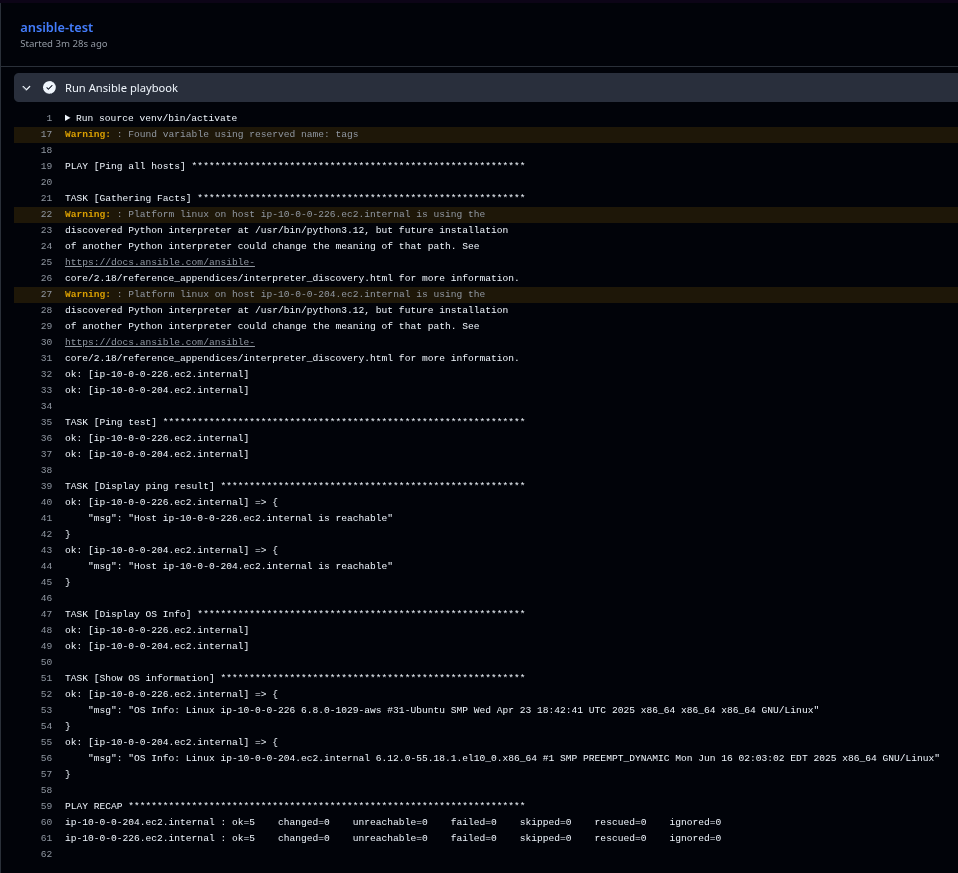 ansible-test
Started 3m 28s ago
Run Ansible playbook
1 Run source venv/bin/activate
17 Warning: : Found variable using reserved name: tags
18
19 PLAY [Ping all hosts] **********************************************************
20
21 TASK [Gathering Facts] *********************************************************
22 Warning: : Platform linux on host ip-10-0-0-226.ec2.internal is using the
23 discovered Python interpreter at /usr/bin/python3.12, but future installation
24 of another Python interpreter could change the meaning of that path. See
25 https://docs.ansible.com/ansible-
26 core/2.18/reference_appendices/interpreter_discovery.html for more information.
27 Warning: : Platform linux on host ip-10-0-0-204.ec2.internal is using the
28 discovered Python interpreter at /usr/bin/python3.12, but future installation
29 of another Python interpreter could change the meaning of that path. See
30 https://docs.ansible.com/ansible-
31 core/2.18/reference_appendices/interpreter_discovery.html for more information.
32 ok: [ip-10-0-0-226.ec2.internal]
33 ok: [ip-10-0-0-204.ec2.internal]
34
35 TASK [Ping test] ***************************************************************
36 ok: [ip-10-0-0-226.ec2.internal]
37 ok: [ip-10-0-0-204.ec2.internal]
38
39 TASK [Display ping result] *****************************************************
40 ok: [ip-10-0-0-226.ec2.internal] => {
41     "msg": "Host ip-10-0-0-226.ec2.internal is reachable"
42 }
43 ok: [ip-10-0-0-204.ec2.internal] => {
44     "msg": "Host ip-10-0-0-204.ec2.internal is reachable"
45 }
46
47 TASK [Display OS Info] *********************************************************
48 ok: [ip-10-0-0-226.ec2.internal]
49 ok: [ip-10-0-0-204.ec2.internal]
50
51 TASK [Show OS information] *****************************************************
52 ok: [ip-10-0-0-226.ec2.internal] => {
53     "msg": "OS Info: Linux ip-10-0-0-226 6.8.0-1029-aws #31-Ubuntu SMP Wed Apr 23 18:42:41 UTC 2025 x86_64 x86_64 x86_64 GNU/Linux"
54 }
55 ok: [ip-10-0-0-204.ec2.internal] => {
56     "msg": "OS Info: Linux ip-10-0-0-204.ec2.internal 6.12.0-55.18.1.el10_0.x86_64 #1 SMP PREEMPT_DYNAMIC Mon Jun 16 02:03:02 EDT 2025 x86_64 GNU/Linux"
57 }
58
59 PLAY RECAP *********************************************************************
60 ip-10-0-0-204.ec2.internal : ok=5    changed=0    unreachable=0    failed=0    skipped=0    rescued=0    ignored=0
61 ip-10-0-0-226.ec2.internal : ok=5    changed=0    unreachable=0    failed=0    skipped=0    rescued=0    ignored=0
62